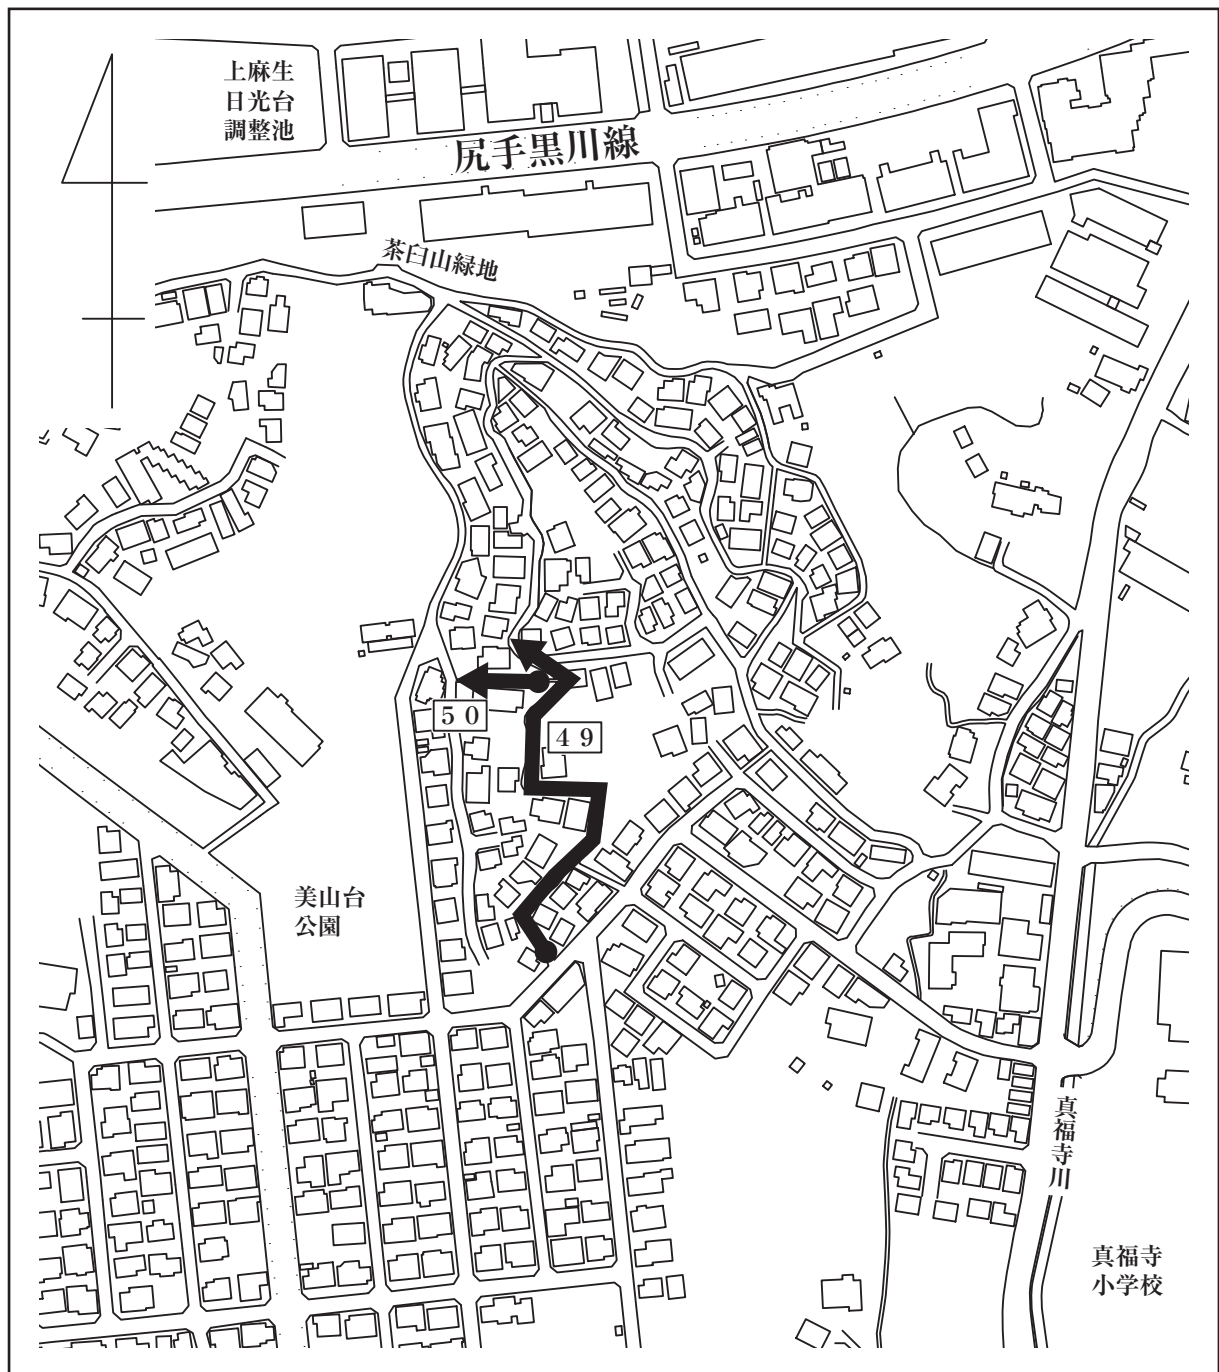 上麻生
日光台
調整池
尻手黒川線
茶臼山緑地
５０
４９
美山台
公園
真福寺川
真福寺
小学校